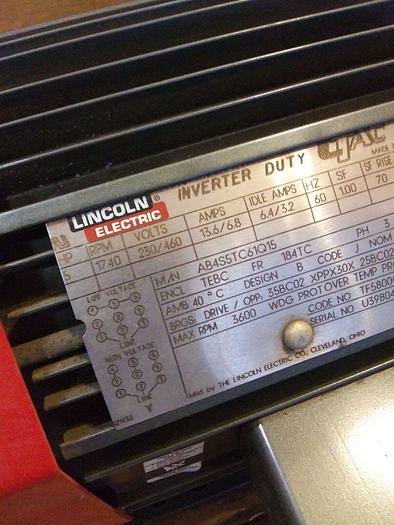 LINCOLN ®
ELECTRIC
INVERTER DUTY
MADE
HP RPM VOLTS AMPS IDLE AMPS HZ SF SF RISE
5 1740 230/460 13.6/6.8 6.4/3.2 60 1.00 70
M/N AB4S5TC61Q15 PH 3
ENCL TEBC FR 184TC CODE J NOM
AMB 40 °C DESIGN B
BRGS: DRIVE / OPP: 35BC02 XPPX30X 25BC02
MAX RPM 3600 WDG PROT OVER TEMP PR
CODE NO TF5800
SERIAL NO U39804
LOW VOLTAGE
LINE
HIGH VOLTAGE
LINE
Y
Mfd. by THE LINCOLN ELECTRIC CO., CLEVELAND, OHIO